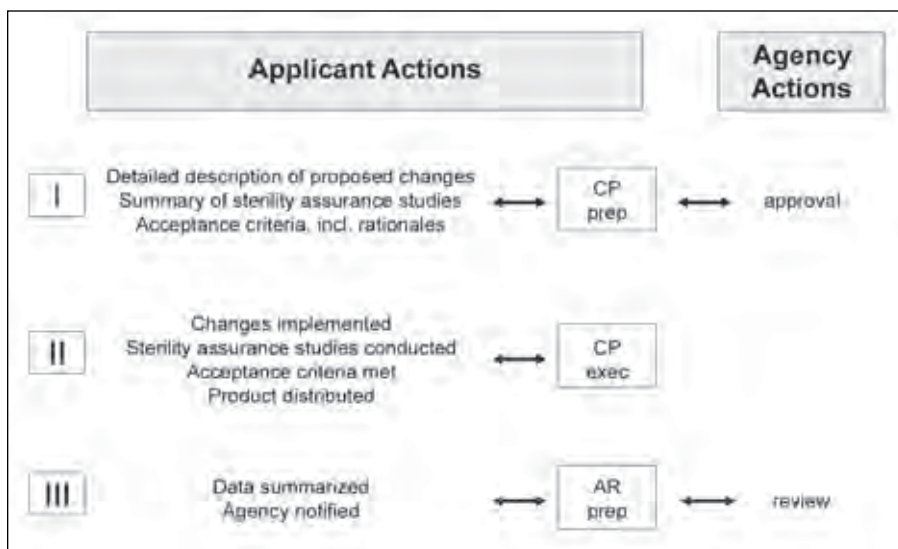 Applicant Actions
Agency
Actions
I
Detailed description of proposed changes
Summary of sterility assurance studies
Acceptance criteria, incl. rationales
CP
prep
approval
II
Changes implemented
Sterility assurance studies conducted
Acceptance criteria met
Product distributed
CP
exec
III
Data summarized
Agency notified
AR
prep
review